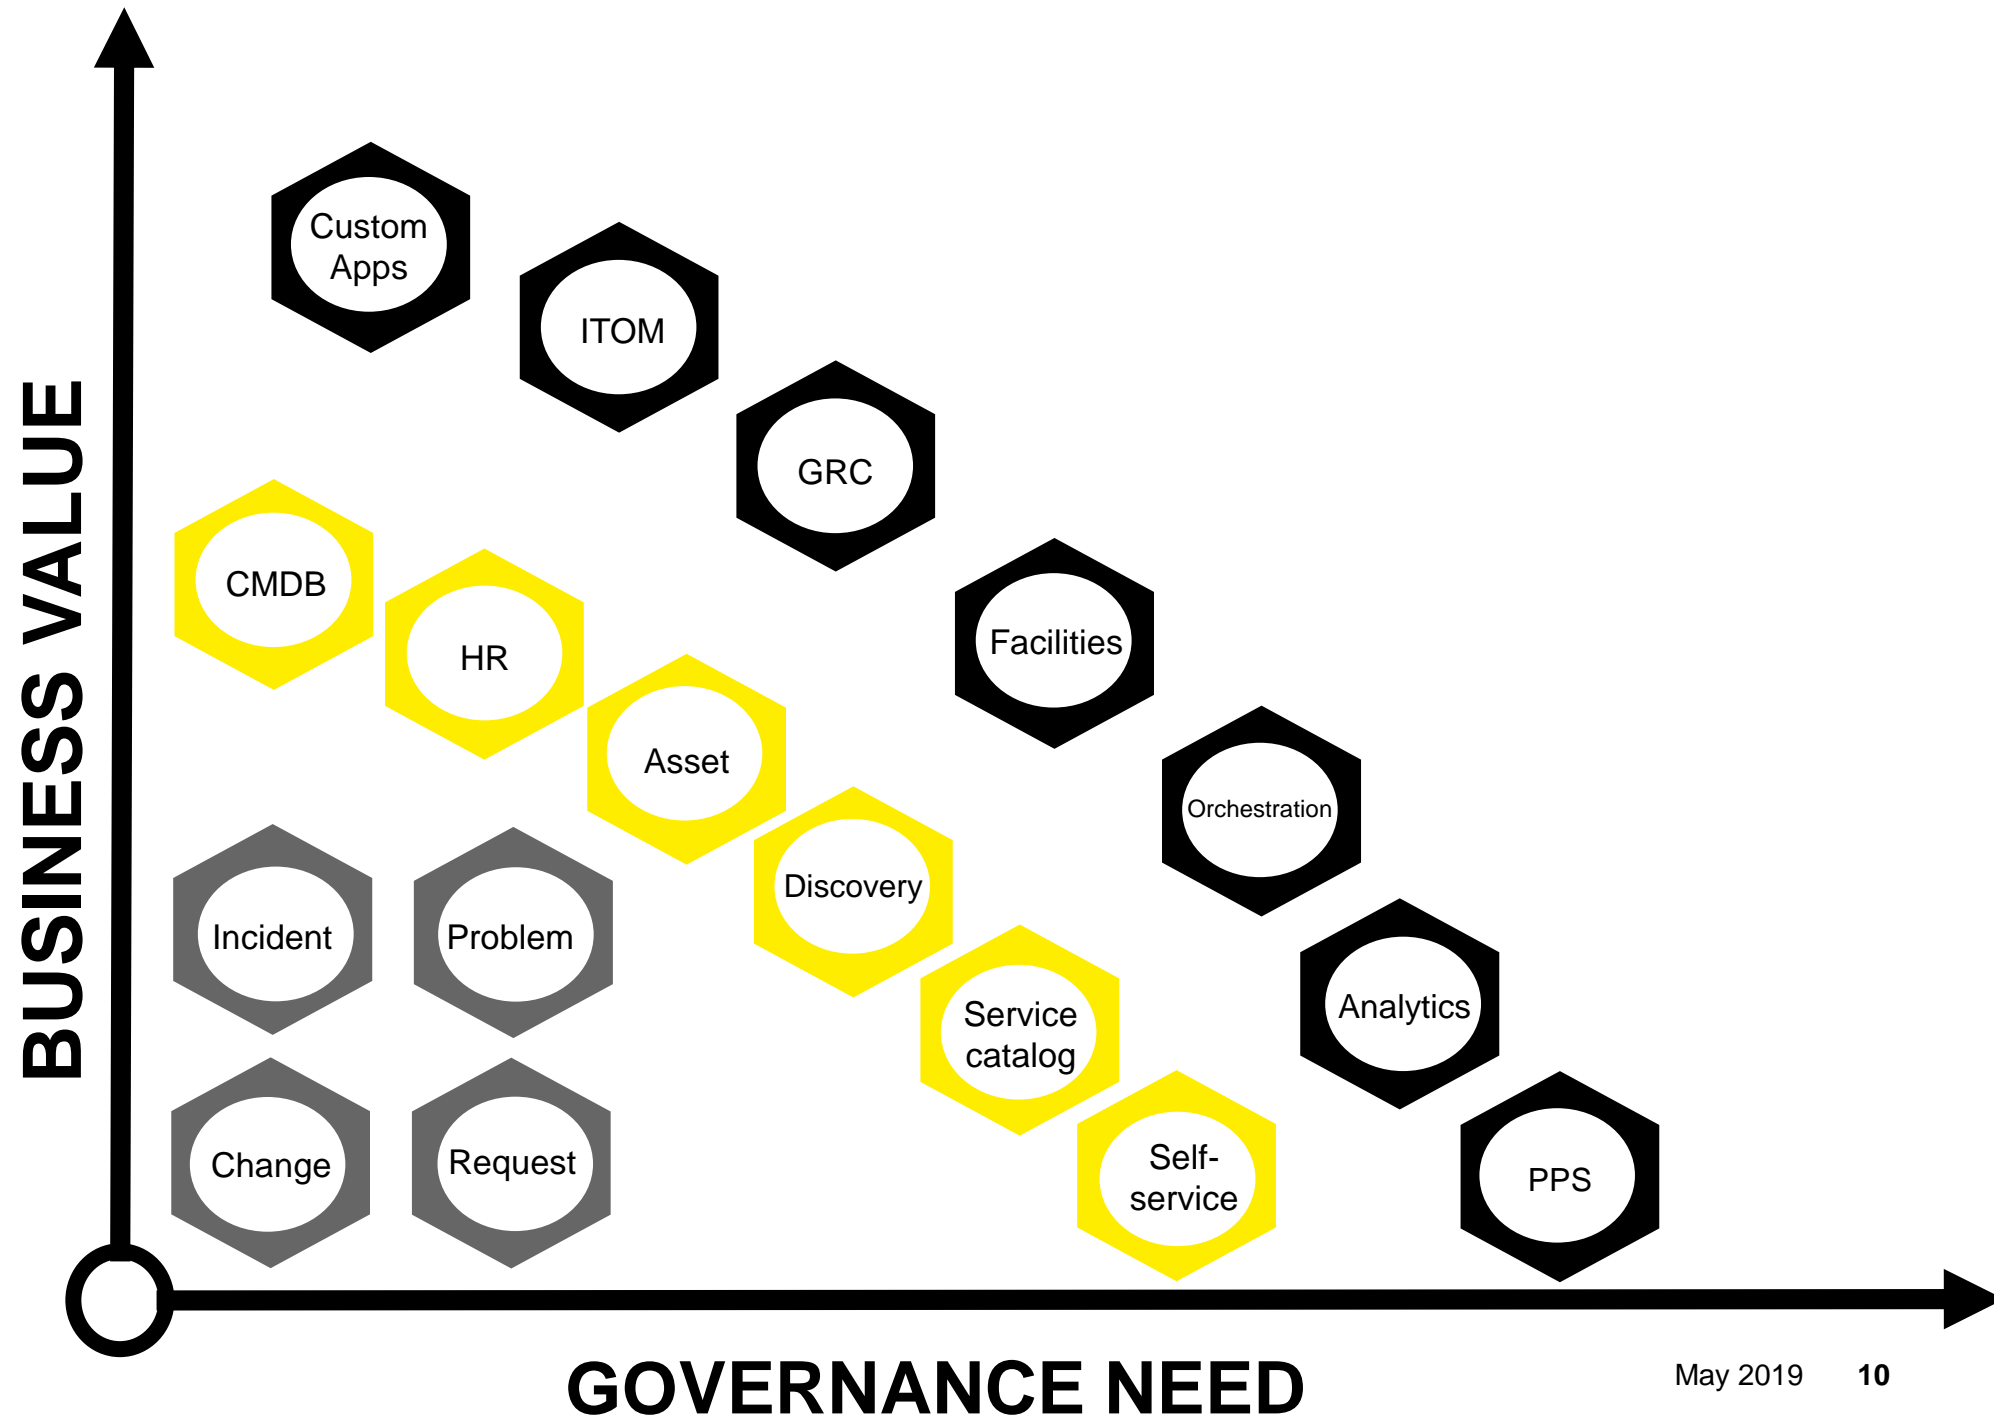 BUSINESS VALUE
Custom
Apps
ITOM
GRC
CMDB
HR
Facilities
Asset
Orchestration
Discovery
Incident
Problem
Service
catalog
Analytics
Change
Request
Self-
service
PPS
GOVERNANCE NEED
May 2019 10